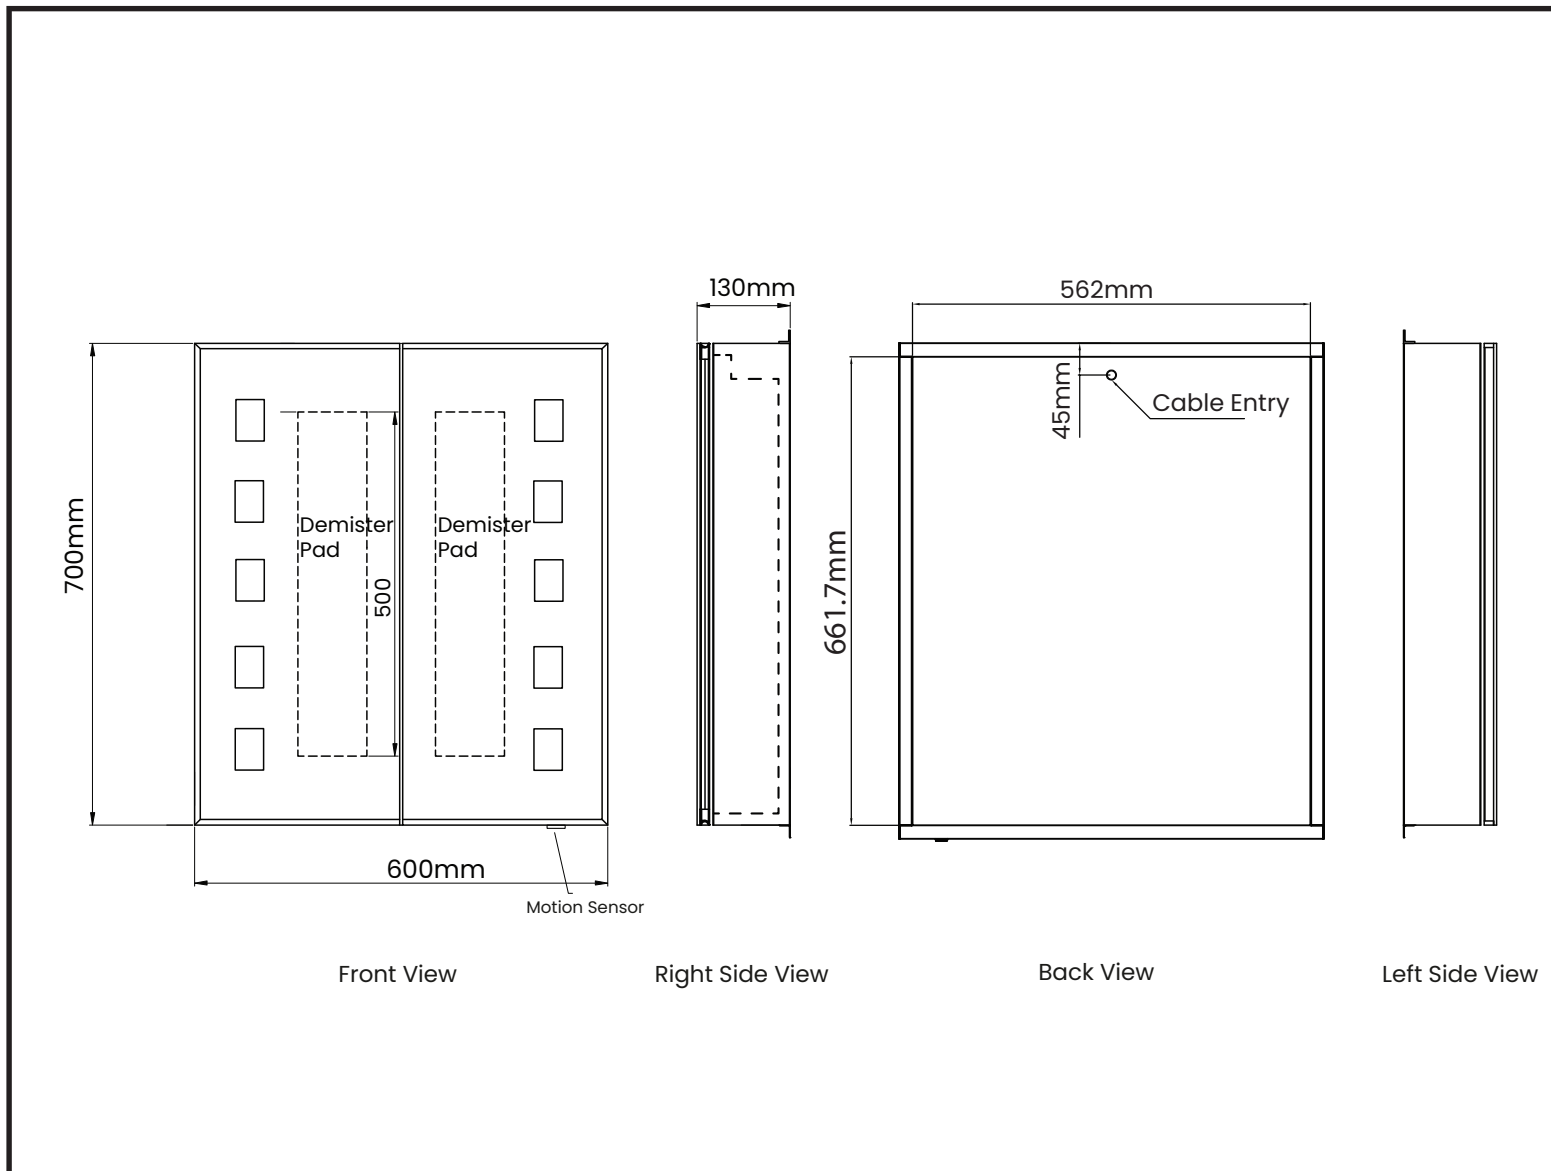 130mm
562mm
45mm
Cable Entry
700mm
Demister
Pad
Demister
Pad
500
661.7mm
600mm
Motion Sensor
Front View
Right Side View
Back View
Left Side View